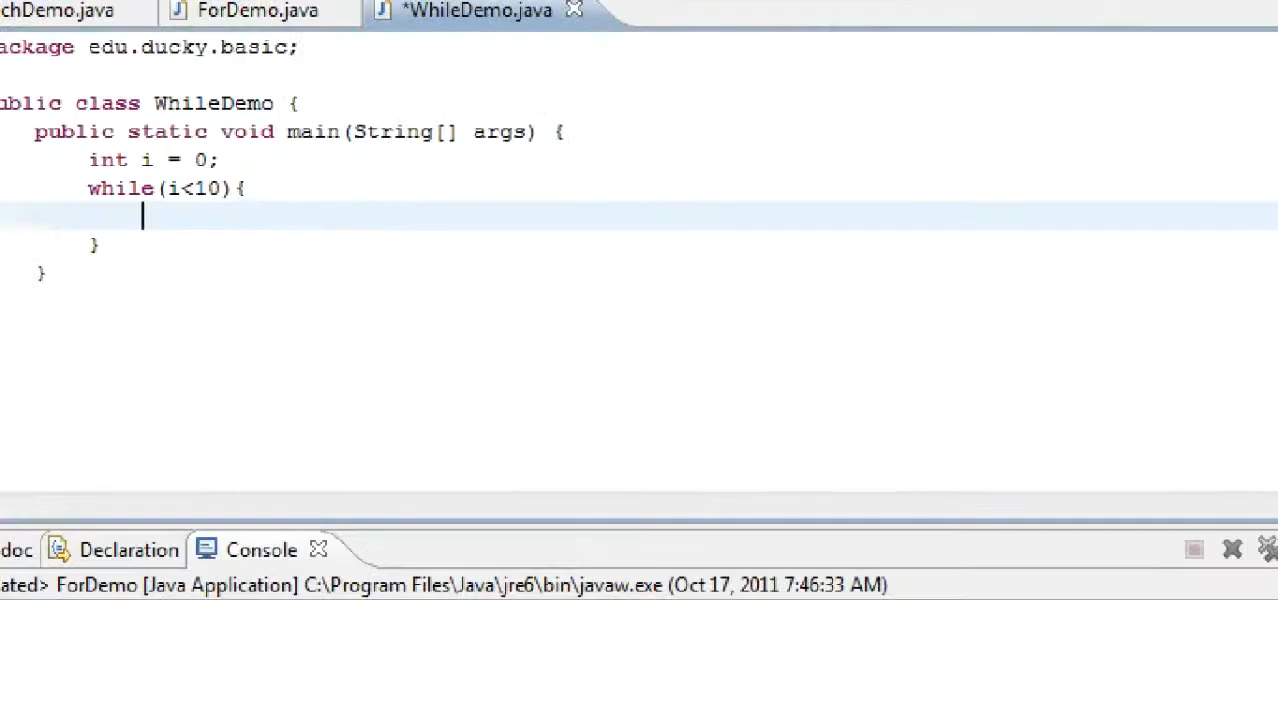 chDemo.java ForDemo.java *WhileDemo.java
ackage edu.ducky.basic;
ublic class WhileDemo {
public static void main(String[] args) {
int i = 0;
while(i<10){
}
}
doc Declaration Console
ated> ForDemo [Java Application] C:\Program Files\Java\jre6\bin\javaw.exe (Oct 17, 2011 7:46:33 AM)